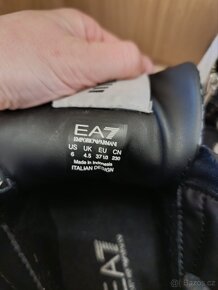 EA7
EMPORIO ARMANI
US UK EU CN
6 4.5 37 1/3 230
Made in Indonesia
ITALIAN DESIGN
EA7
Bazoš.cz